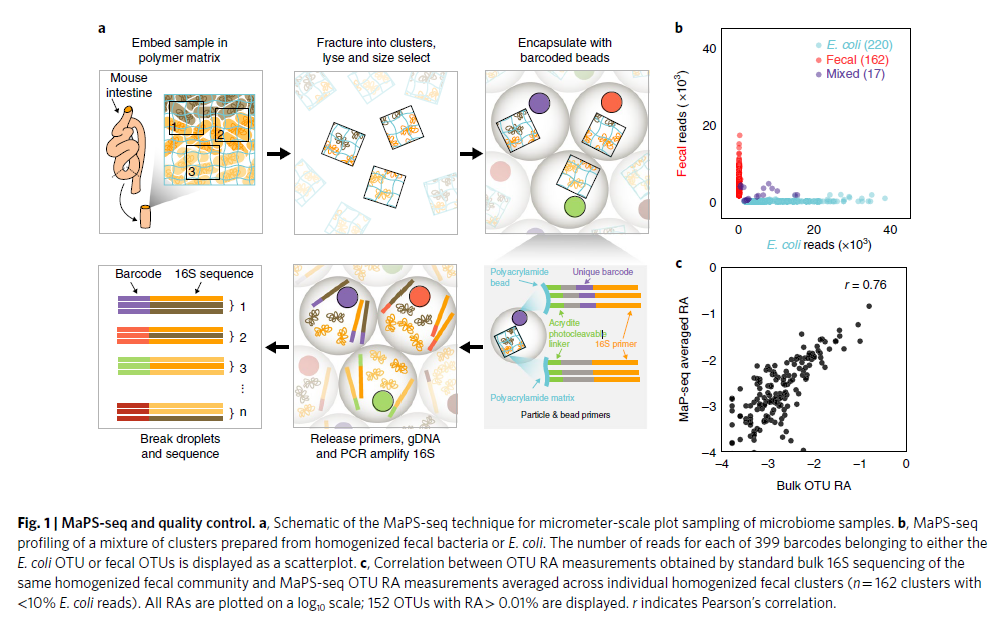 a
Embed sample in
polymer matrix
Mouse
intestine
1
2
3
Fracture into clusters,
lyse and size select
Encapsulate with
barcoded beads
Barcode 16S sequence
} 1
} 2
} 3
⋮
} n
Break droplets
and sequence
Release primers, gDNA
and PCR amplify 16S
Polyacrylamide
bead
Unique barcode
Acrydite
photocleavable
linker
16S primer
Polyacrylamide matrix
Particle & bead primers
b
40
20
0
Fecal reads (×10³)
E. coli (220)
Fecal (162)
Mixed (17)
0 20 40
E. coli reads (×10³)
c
0
−1
−2
−3
−4
MaP-seq averaged RA
r = 0.76
−4 −3 −2 −1 0
Bulk OTU RA
Fig. 1 | MaPS-seq and quality control. a, Schematic of the MaPS-seq technique for micrometer-scale plot sampling of microbiome samples. b, MaPS-seq
profiling of a mixture of clusters prepared from homogenized fecal bacteria or E. coli. The number of reads for each of 399 barcodes belonging to either the
E. coli OTU or fecal OTUs is displayed as a scatterplot. c, Correlation between OTU RA measurements obtained by standard bulk 16S sequencing of the
same homogenized fecal community and MaPS-seq OTU RA measurements averaged across individual homogenized fecal clusters (n = 162 clusters with
<10% E. coli reads). All RAs are plotted on a log₁₀ scale; 152 OTUs with RA > 0.01% are displayed. r indicates Pearson's correlation.